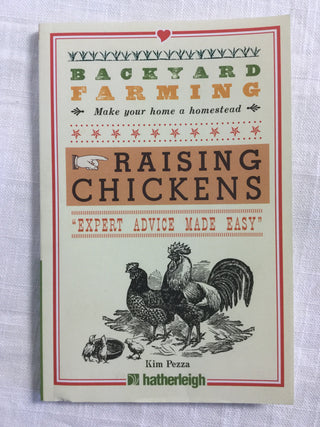 BACKYARD
FARMING
Make your home a homestead
RAISING
CHICKENS
"EXPERT ADVICE MADE EASY"
Kim Pezza
hatherleigh